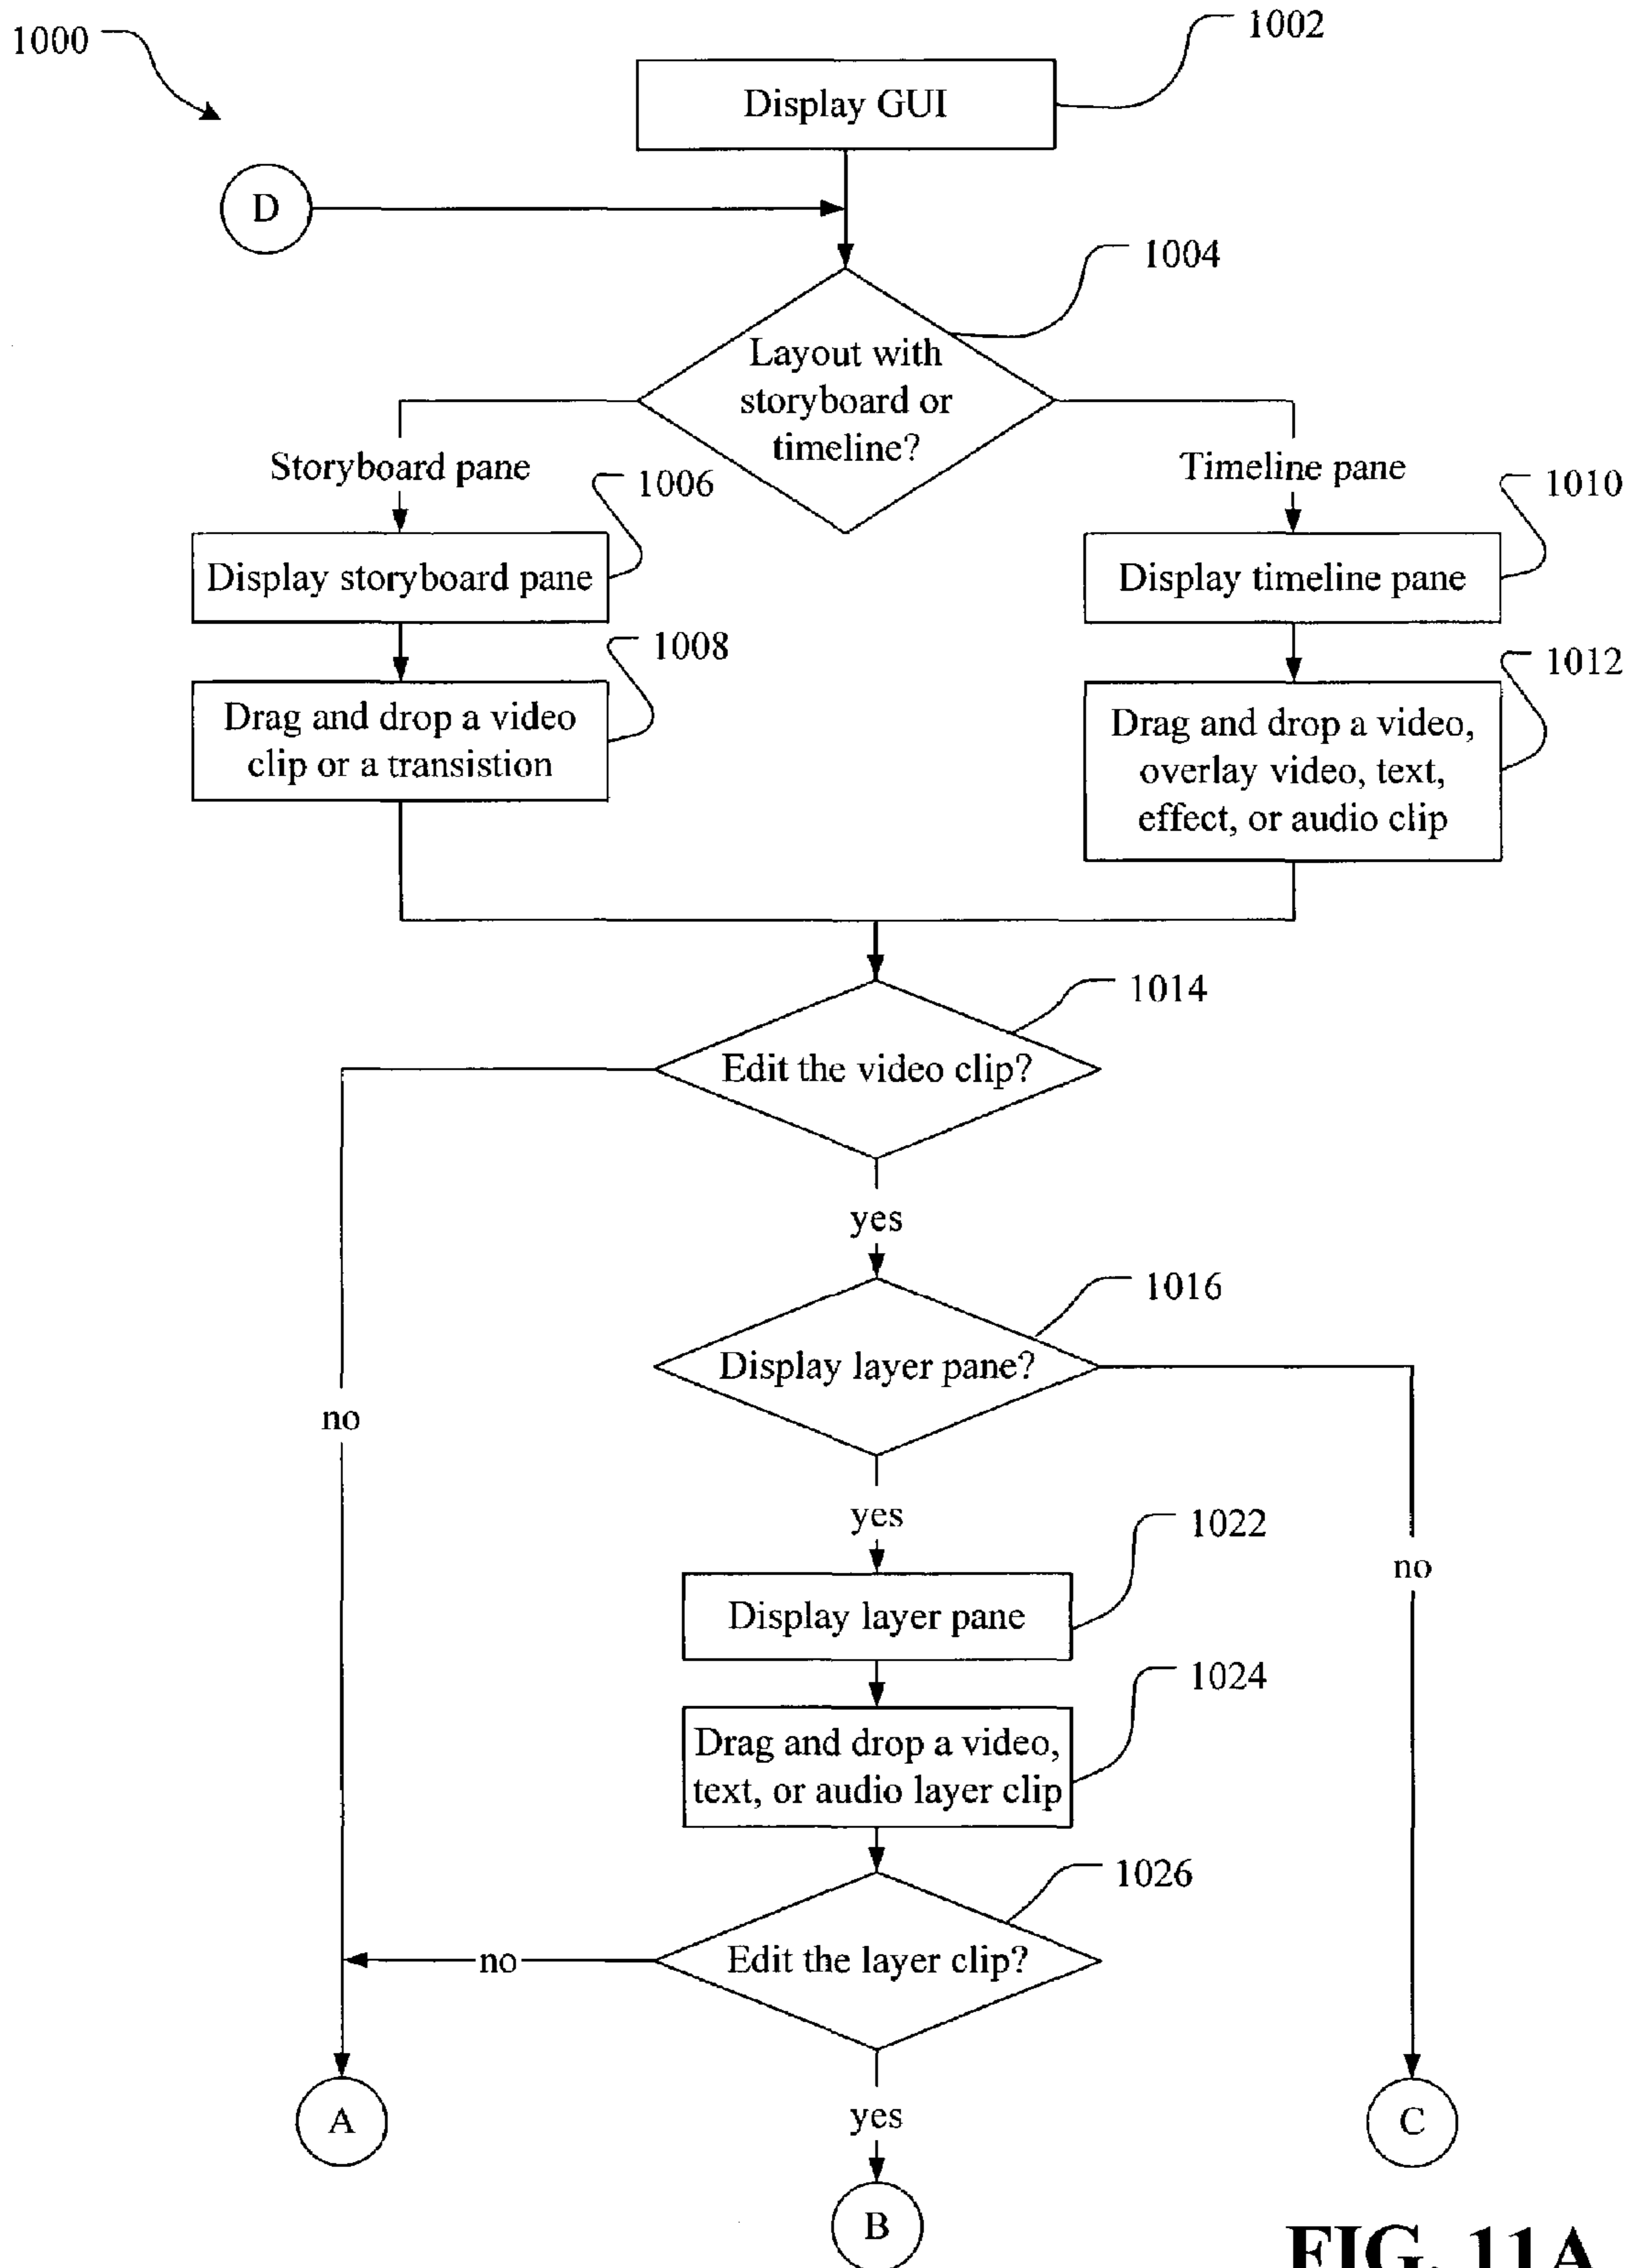 1000
1002
Display GUI
D
1004
Layout with
storyboard or
timeline?
Storyboard pane
Timeline pane
1006
1010
Display storyboard pane
Display timeline pane
1008
1012
Drag and drop a video
clip or a transistion
Drag and drop a video,
overlay video, text,
effect, or audio clip
1014
Edit the video clip?
yes
1016
Display layer pane?
no
yes
1022
no
Display layer pane
1024
Drag and drop a video,
text, or audio layer clip
1026
Edit the layer clip?
no
A
yes
C
B
FIG. 11A